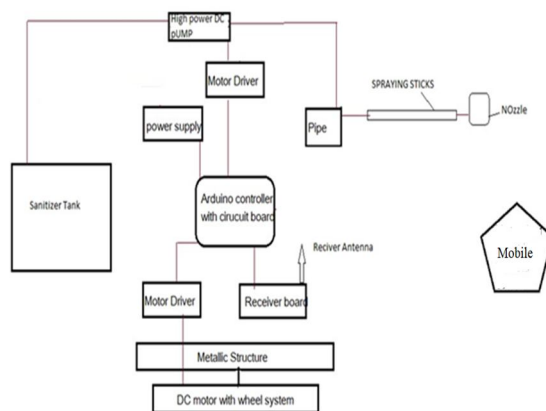 High power DC
pUMP
Motor Driver
SPRAYING STICKS
NOzzle
power supply
Pipe
Sanitizer Tank
Arduino controller
with cirucuit board
Reciver Antenna
Mobile
Motor Driver
Receiver board
Metallic Structure
DC motor with wheel system